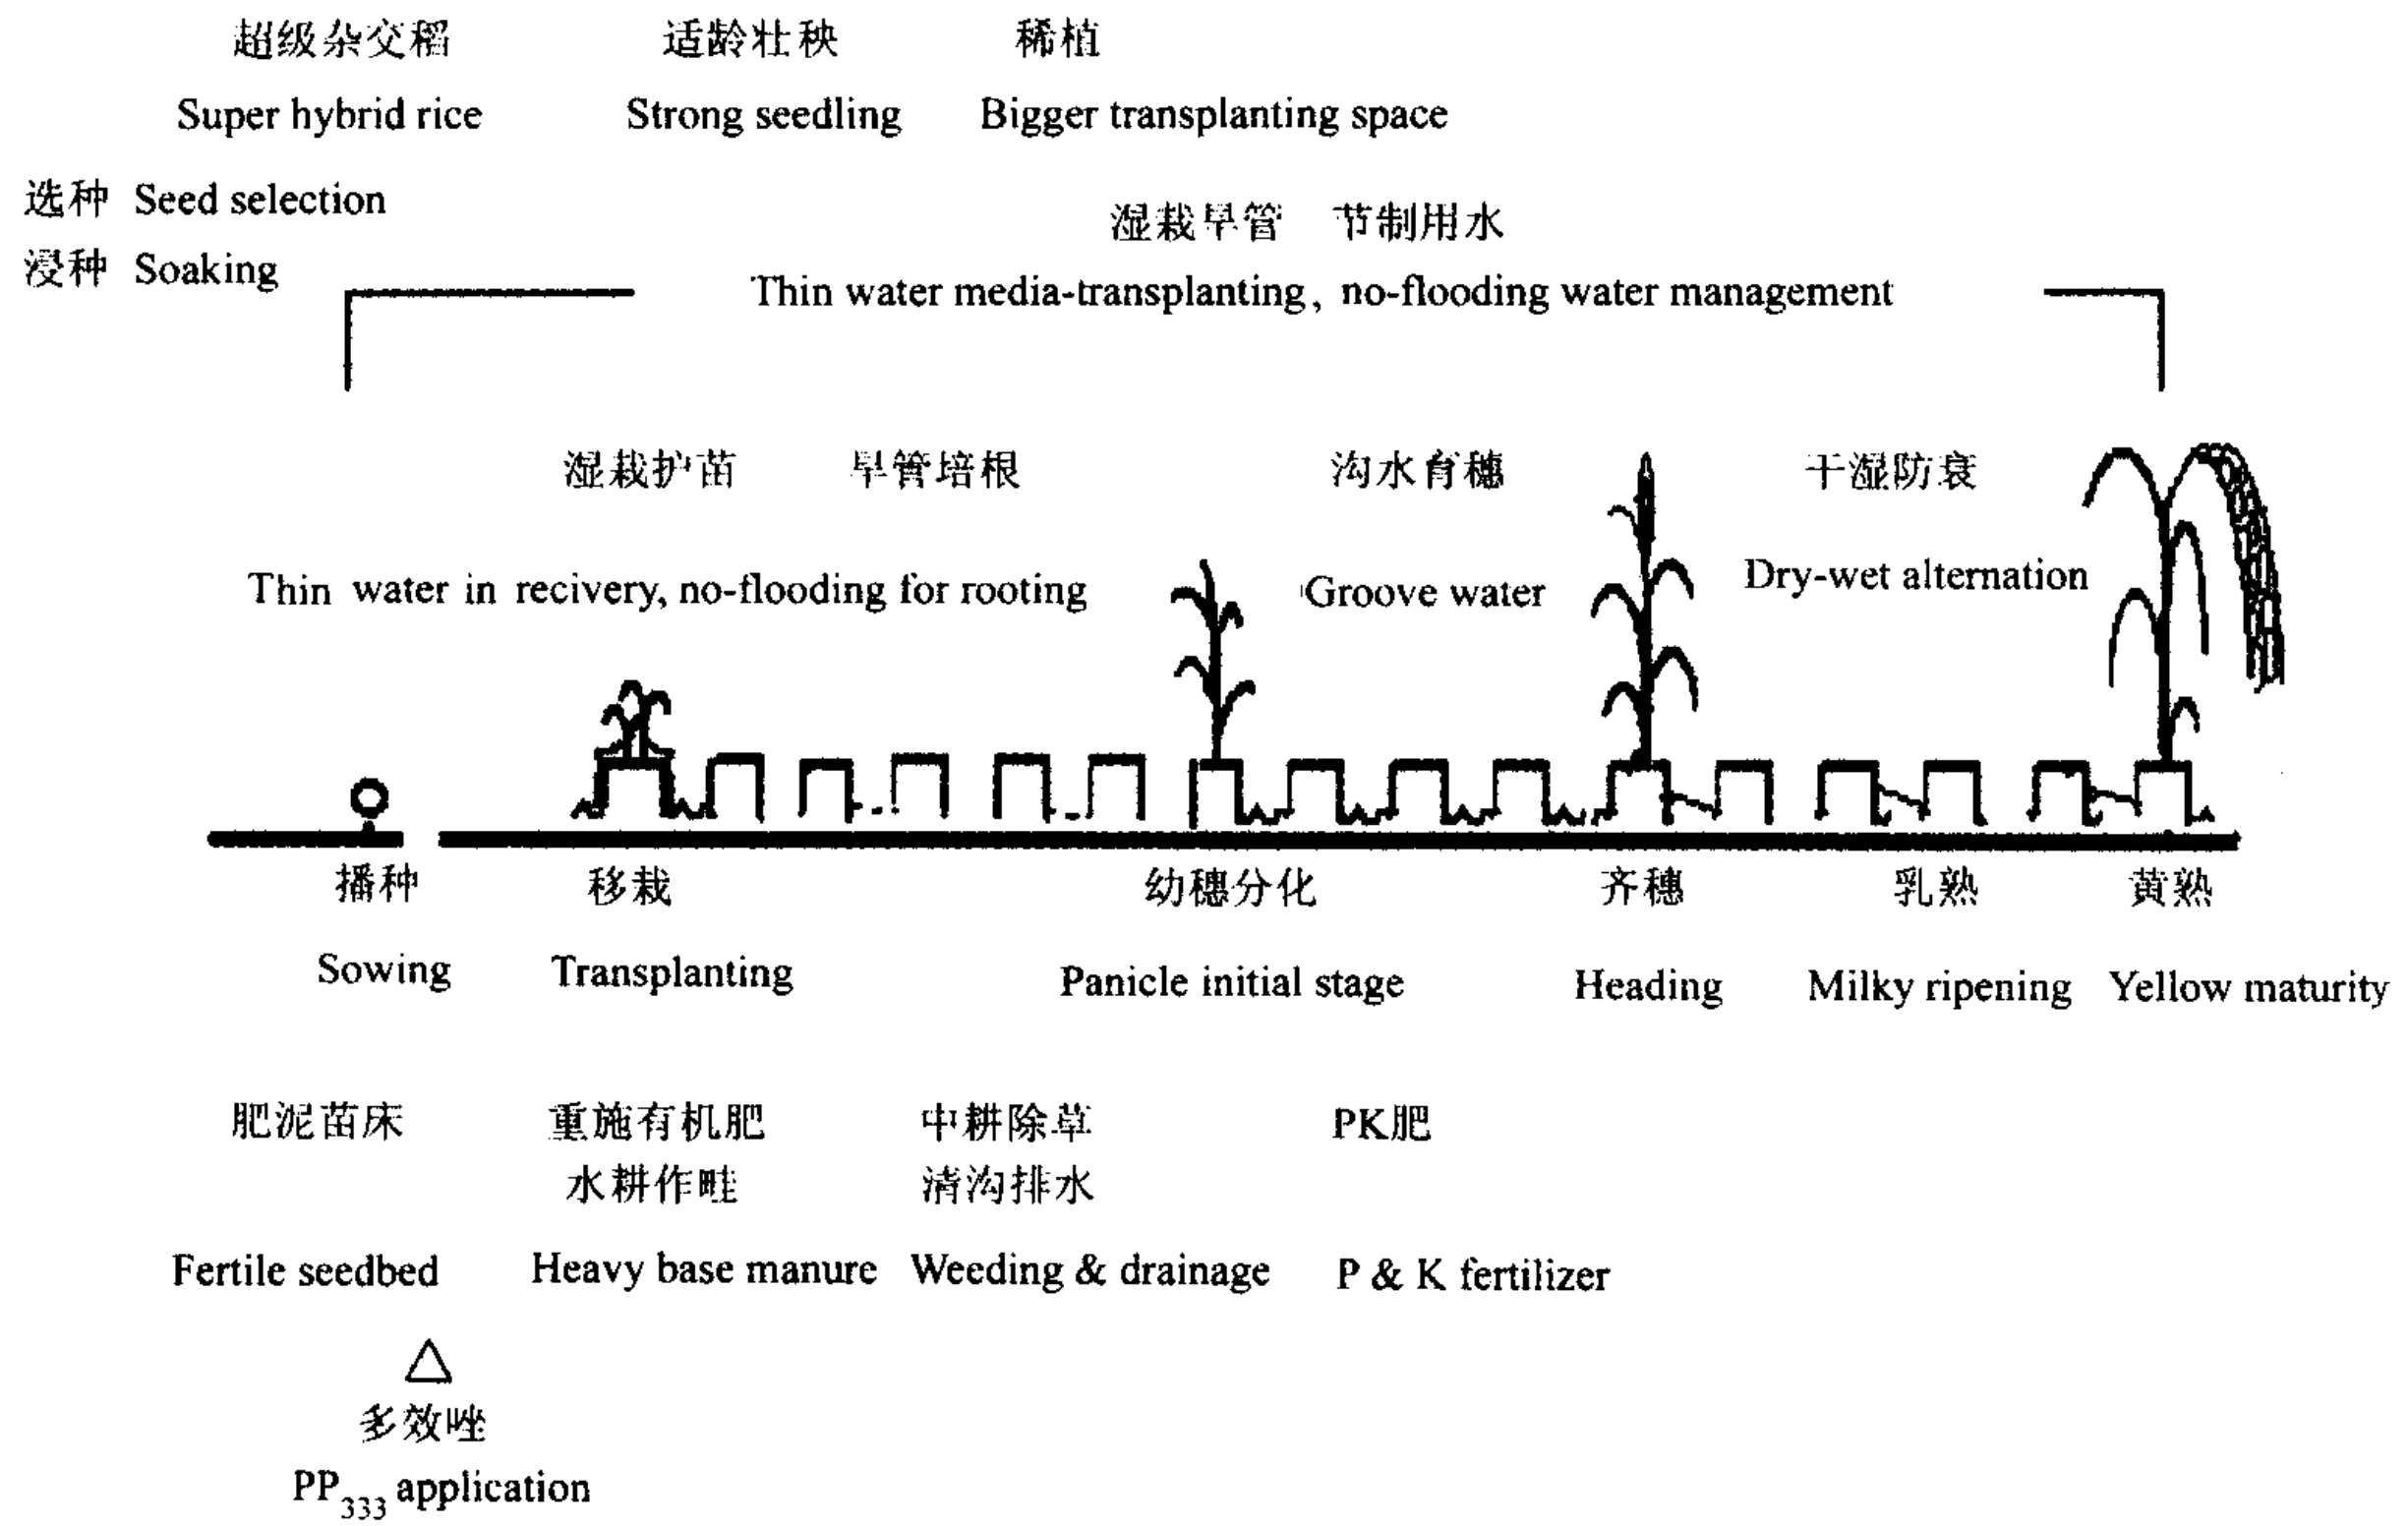 超级杂交稻 适龄壮秧 稀植
Super hybrid rice Strong seedling Bigger transplanting space
选种 Seed selection
浸种 Soaking
湿栽旱管 节制用水
Thin water media-transplanting, no-flooding water management
湿栽护苗 旱管培根 沟水育穗 干湿防衰
Thin water in recivery, no-flooding for rooting Groove water Dry-wet alternation
播种 移栽 幼穗分化 齐穗 乳熟 黄熟
Sowing Transplanting Panicle initial stage Heading Milky ripening Yellow maturity
肥泥苗床 重施有机肥 中耕除草 PK肥
水耕作畦 清沟排水
Fertile seedbed Heavy base manure Weeding & drainage P & K fertilizer
多效唑
PP333 application